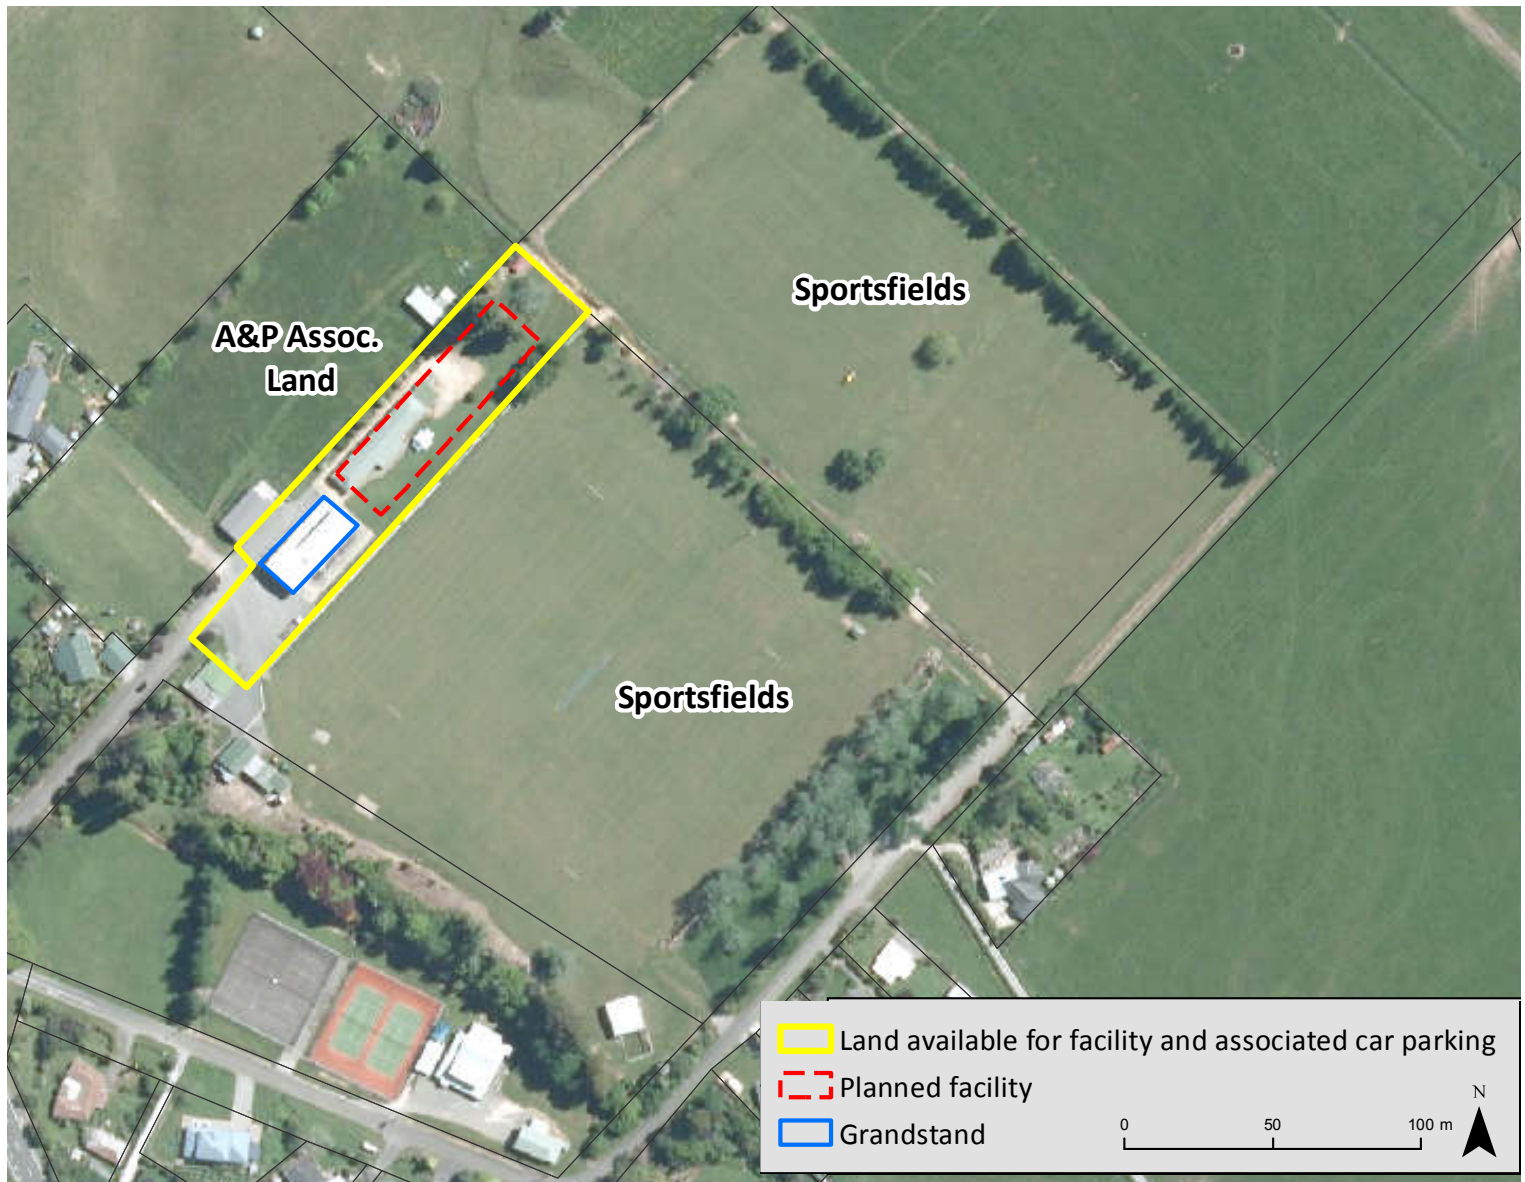 Sportsfields
A&P Assoc.
Land
Sportsfields
Land available for facility and associated car parking
Planned facility
Grandstand
N
0 50 100 m